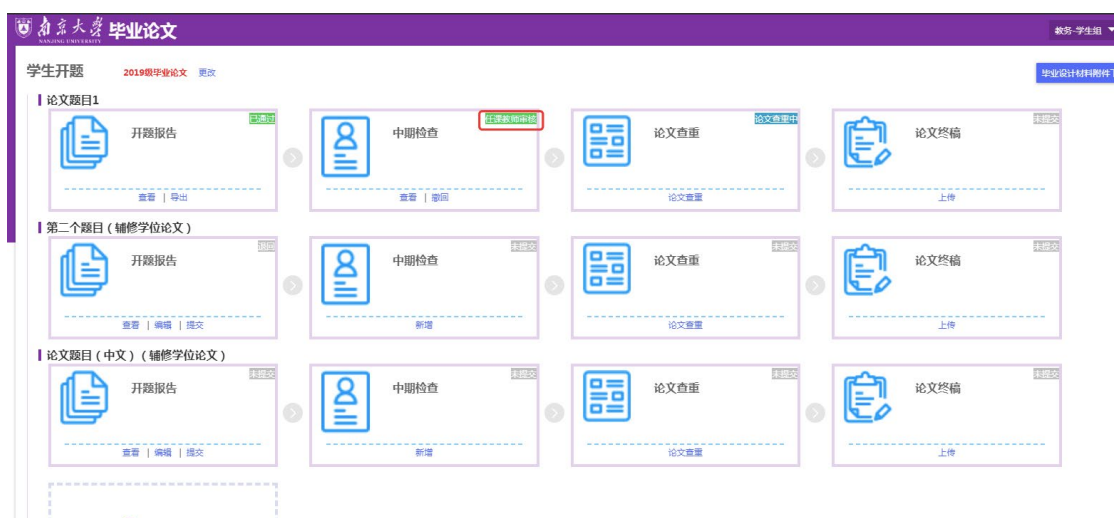 南京大学 毕业论文
NANJING UNIVERSITY
教务-学生组
学生开题 2019级毕业论文 更改
毕业设计材料附件下
论文题目1
已通过 任课教师审核 论文查重中 未提交
开题报告 中期检查 论文查重 论文终稿
查看 | 导出 查看 | 撤回 论文查重 上传
第二个题目 ( 辅修学位论文 )
退回 未提交 未提交 未提交
开题报告 中期检查 论文查重 论文终稿
查看 | 编辑 | 提交 新增 论文查重 上传
论文题目 ( 中文 ) ( 辅修学位论文 )
未提交 未提交 未提交 未提交
开题报告 中期检查 论文查重 论文终稿
查看 | 编辑 | 提交 新增 论文查重 上传